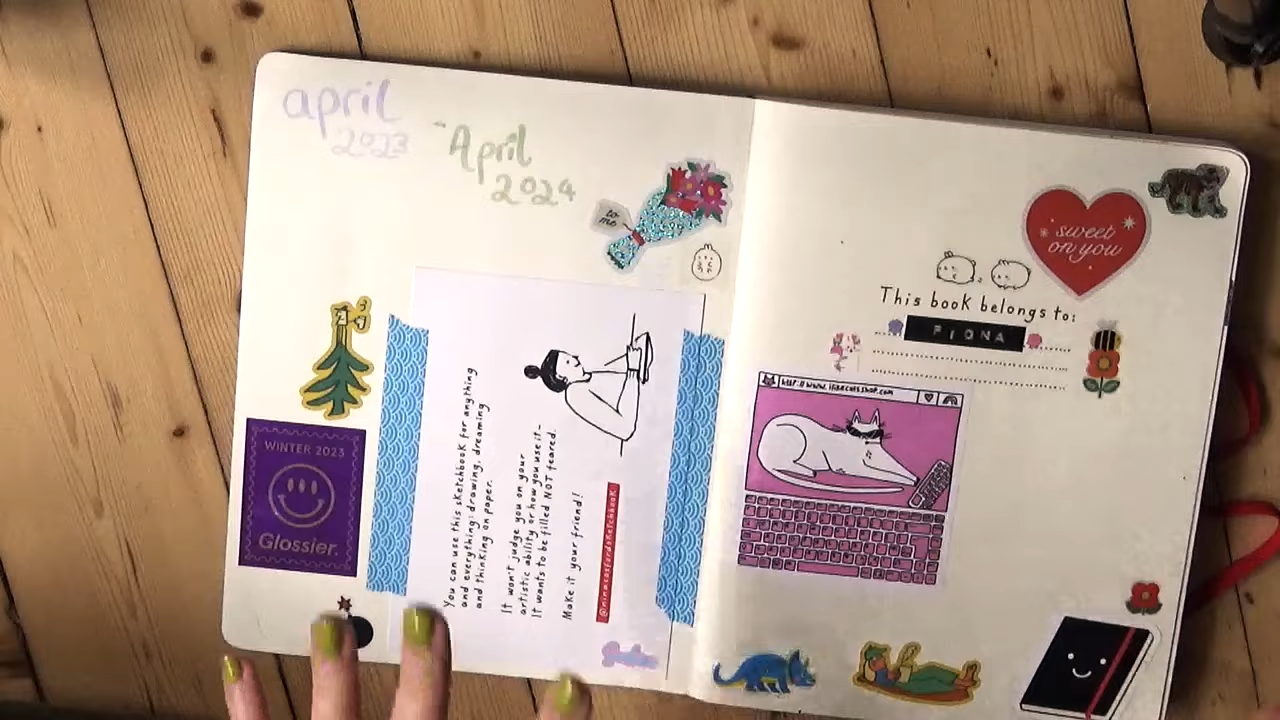 april
2023
April
2024
to
me
WINTER 2023
Glossier.
You can use this sketchbook for anything
and everything: drawing, dreaming
and thinking on paper.
It won't judge you on your
artistic ability or how you use it-
It wants to be filled NOT feared.
Make it your friend!
@ninacosfordsketchbook
sweet
on you
This book belongs to:
FIONA